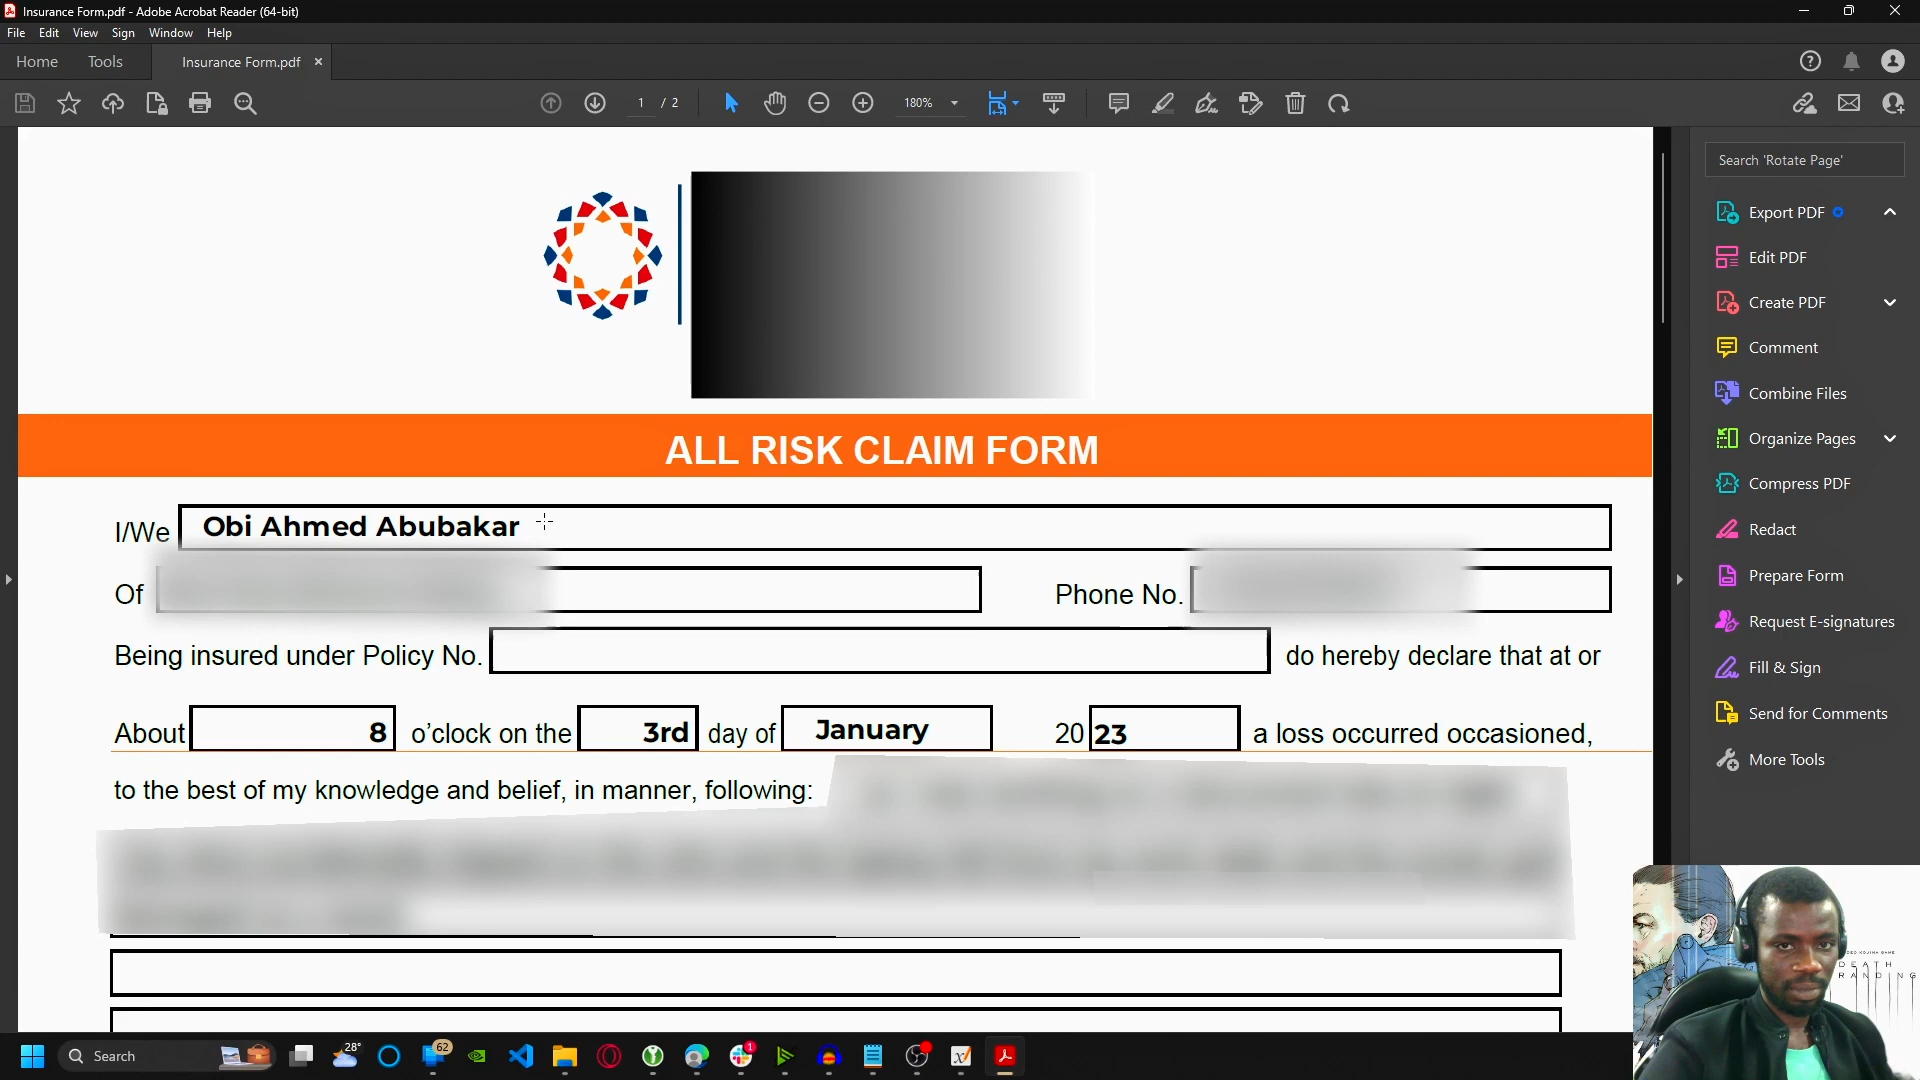 Insurance Form.pdf - Adobe Acrobat Reader (64-bit)
File Edit View Sign Window Help
Home Tools Insurance Form.pdf
1 / 2 180%
Search 'Rotate Page'
Export PDF
Edit PDF
Create PDF
Comment
Combine Files
Organize Pages
Compress PDF
Redact
Prepare Form
Request E-signatures
Fill & Sign
Send for Comments
More Tools
ALL RISK CLAIM FORM
I/We Obi Ahmed Abubakar
Of Phone No.
Being insured under Policy No. do hereby declare that at or
About 8 o'clock on the 3rd day of January 20 23 a loss occurred occasioned,
to the best of my knowledge and belief, in manner, following:
DEATH
Search 28° 62 1